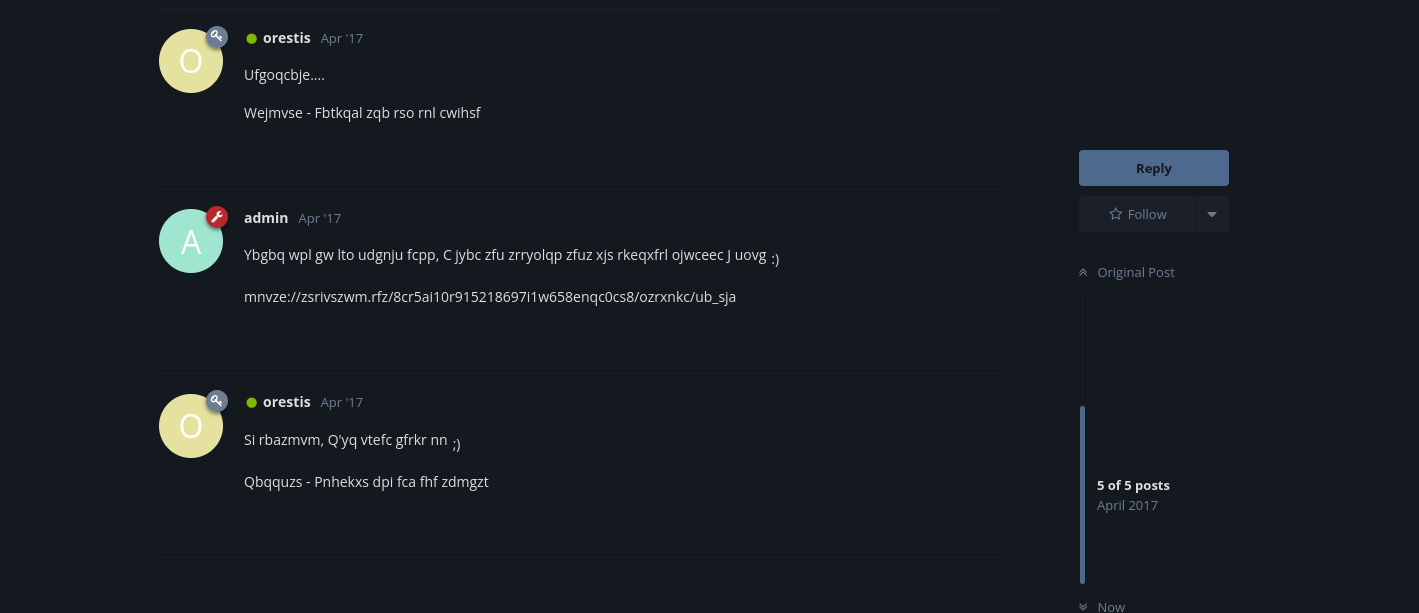 O
orestis Apr '17
Ufgoqcbje....
Wejmvse - Fbtkqal zqb rso rnl cwihsf
Reply
Follow
A
admin Apr '17
Ybgbq wpl gw lto udgnju fcpp, C jybc zfu zrryolqp zfuz xjs rkeqxfrl ojwceec J uovg :)
mnvze://zsrivszwm.rfz/8cr5ai10r915218697i1w658enqc0cs8/ozrxnkc/ub_sja
Original Post
O
orestis Apr '17
Si rbazmvm, Q'yq vtefc gfrkr nn ;)
Qbqquzs - Pnhekxs dpi fca fhf zdmgzt
5 of 5 posts
April 2017
Now